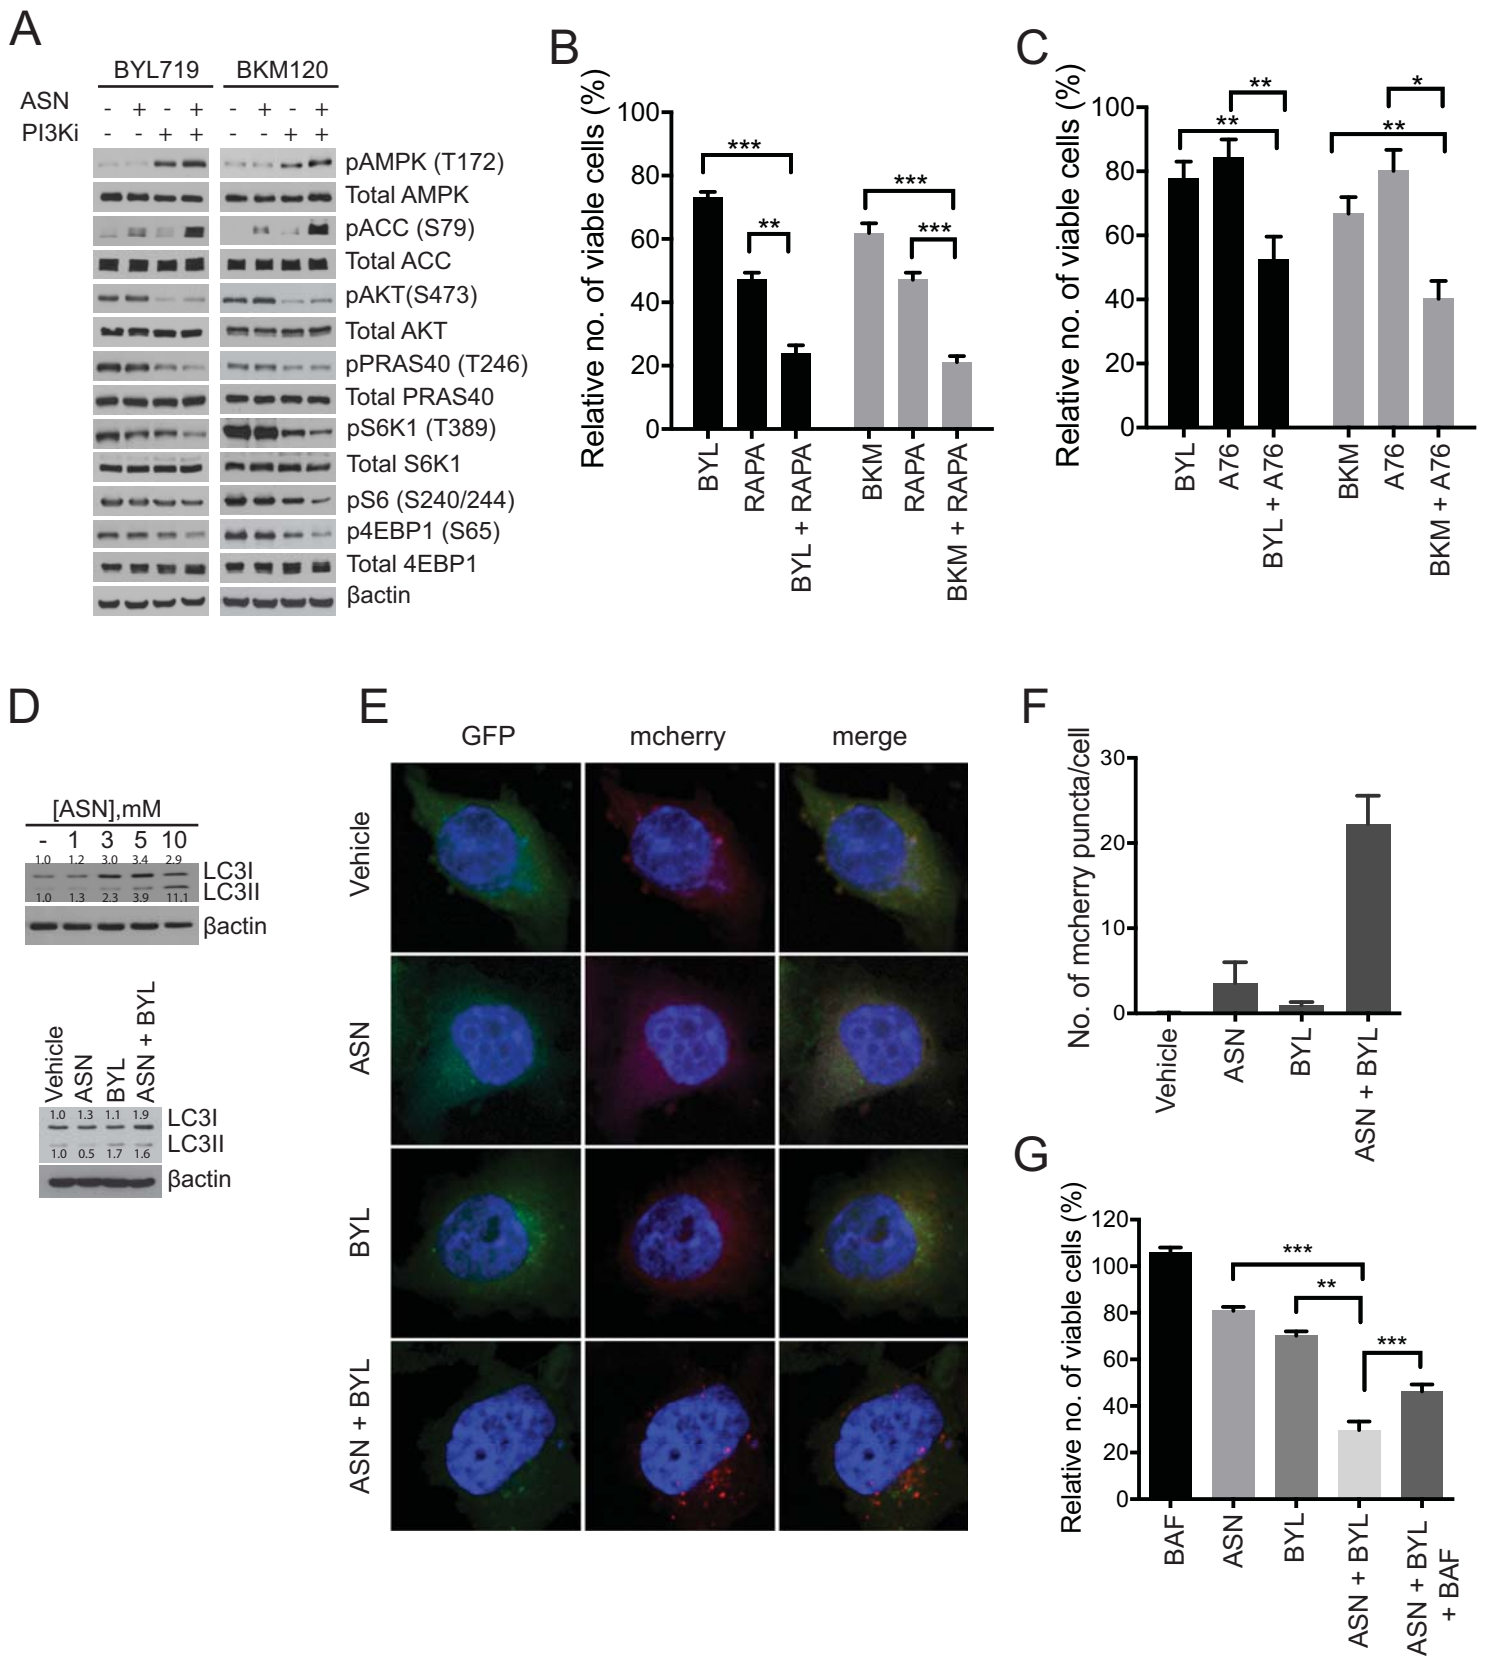 A
BYL719 BKM120
ASN - + - + - + - +
PI3Ki - - + + - - + +
pAMPK (T172)
Total AMPK
pACC (S79)
Total ACC
pAKT(S473)
Total AKT
pPRAS40 (T246)
Total PRAS40
pS6K1 (T389)
Total S6K1
pS6 (S240/244)
p4EBP1 (S65)
Total 4EBP1
βactin
B
Relative no. of viable cells (%)
100
80
60
40
20
0
*** ** *** ***
BYL RAPA BYL + RAPA BKM RAPA BKM + RAPA
C
Relative no. of viable cells (%)
100
80
60
40
20
0
** ** * **
BYL A76 BYL + A76 BKM A76 BKM + A76
D
[ASN],mM
- 1 3 5 10
1.0 1.2 3.0 3.4 2.9
LC3I
LC3II
1.0 1.3 2.3 3.9 11.1
βactin
Vehicle ASN BYL ASN + BYL
1.0 1.3 1.1 1.9
LC3I
LC3II
1.0 0.5 1.7 1.6
βactin
E
GFP mcherry merge
Vehicle
ASN
BYL
ASN + BYL
F
No. of mcherry puncta/cell
30
20
10
0
Vehicle ASN BYL ASN + BYL
G
Relative no. of viable cells (%)
120
100
80
60
40
20
0
*** ** ***
BAF ASN BYL ASN + BYL ASN + BYL
+ BAF